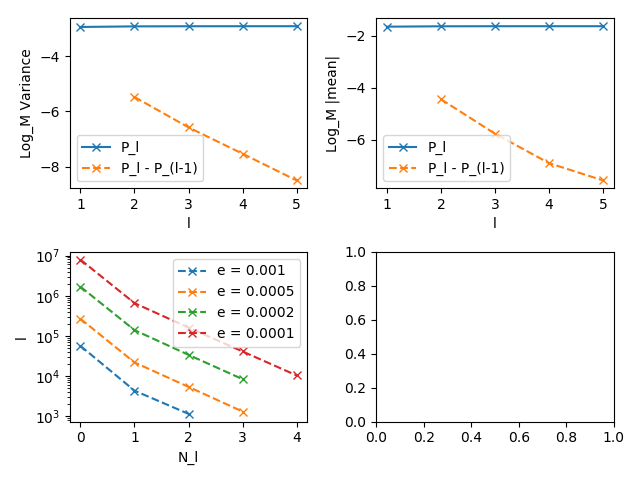 Log_M Variance
−4
−6
−8
P_l
P_l - P_(l-1)
1 2 3 4 5
l
Log_M |mean|
−2
−4
−6
P_l
P_l - P_(l-1)
1 2 3 4 5
l
l
10^7
10^6
10^5
10^4
10^3
e = 0.001
e = 0.0005
e = 0.0002
e = 0.0001
0 1 2 3 4
N_l
1.0
0.8
0.6
0.4
0.2
0.0
0.0 0.2 0.4 0.6 0.8 1.0